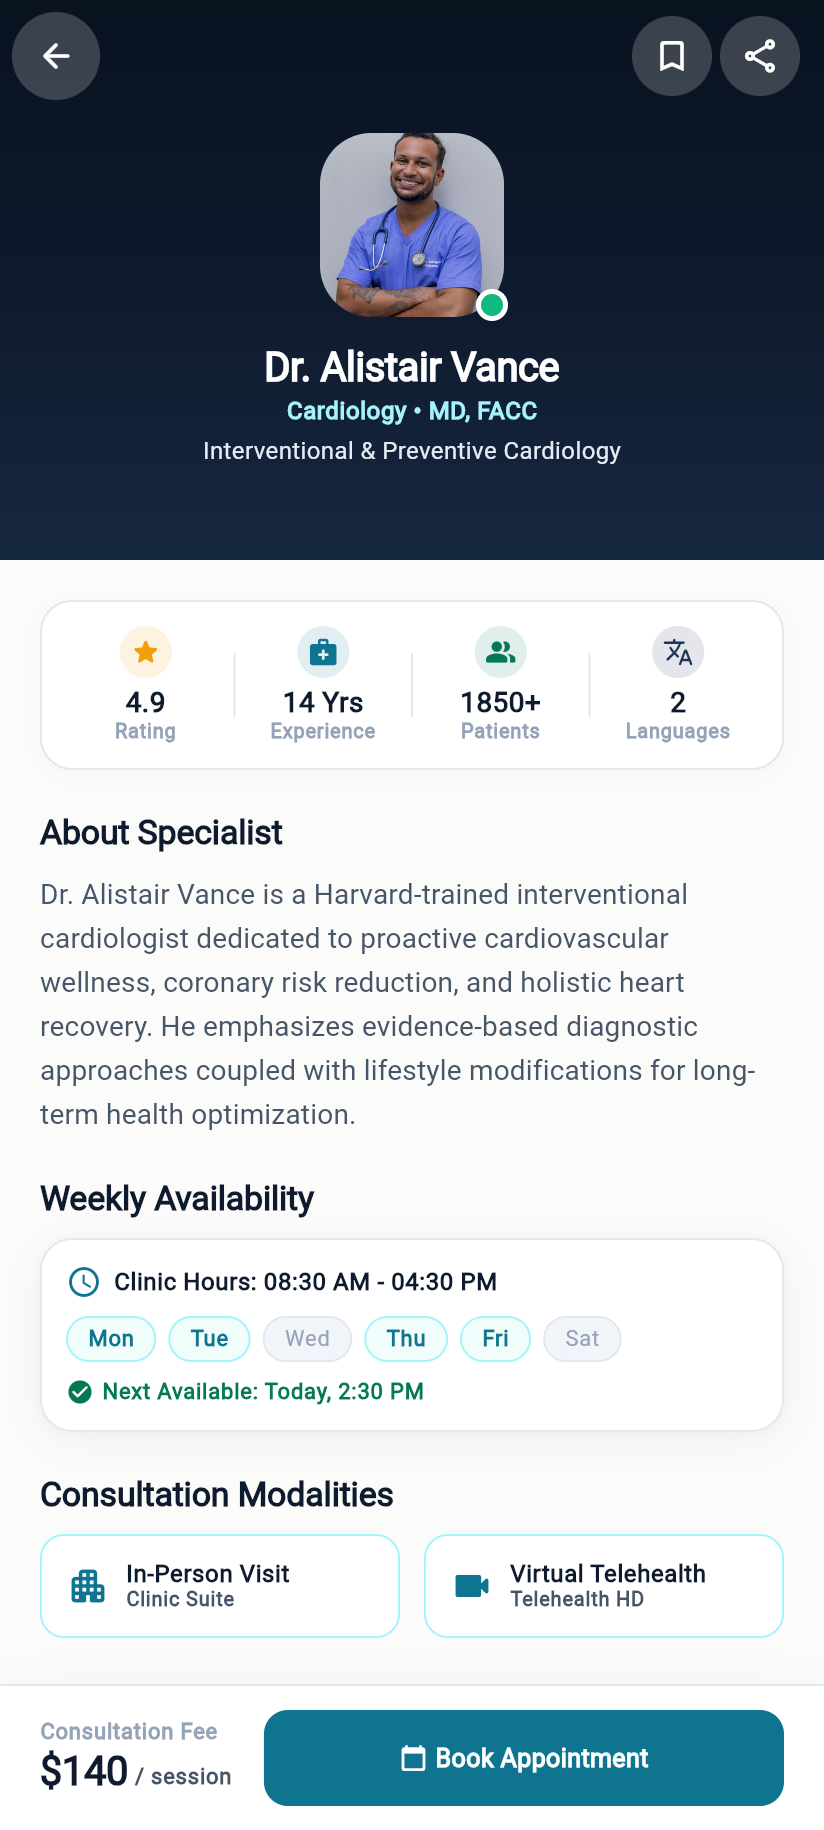 Dr. Alistair Vance
Cardiology • MD, FACC
Interventional & Preventive Cardiology
4.9
Rating
14 Yrs
Experience
1850+
Patients
2
Languages
About Specialist
Dr. Alistair Vance is a Harvard-trained interventional
cardiologist dedicated to proactive cardiovascular
wellness, coronary risk reduction, and holistic heart
recovery. He emphasizes evidence-based diagnostic
approaches coupled with lifestyle modifications for long-
term health optimization.
Weekly Availability
Clinic Hours: 08:30 AM - 04:30 PM
Mon Tue Wed Thu Fri Sat
Next Available: Today, 2:30 PM
Consultation Modalities
In-Person Visit
Clinic Suite
Virtual Telehealth
Telehealth HD
Consultation Fee
$140 / session
Book Appointment